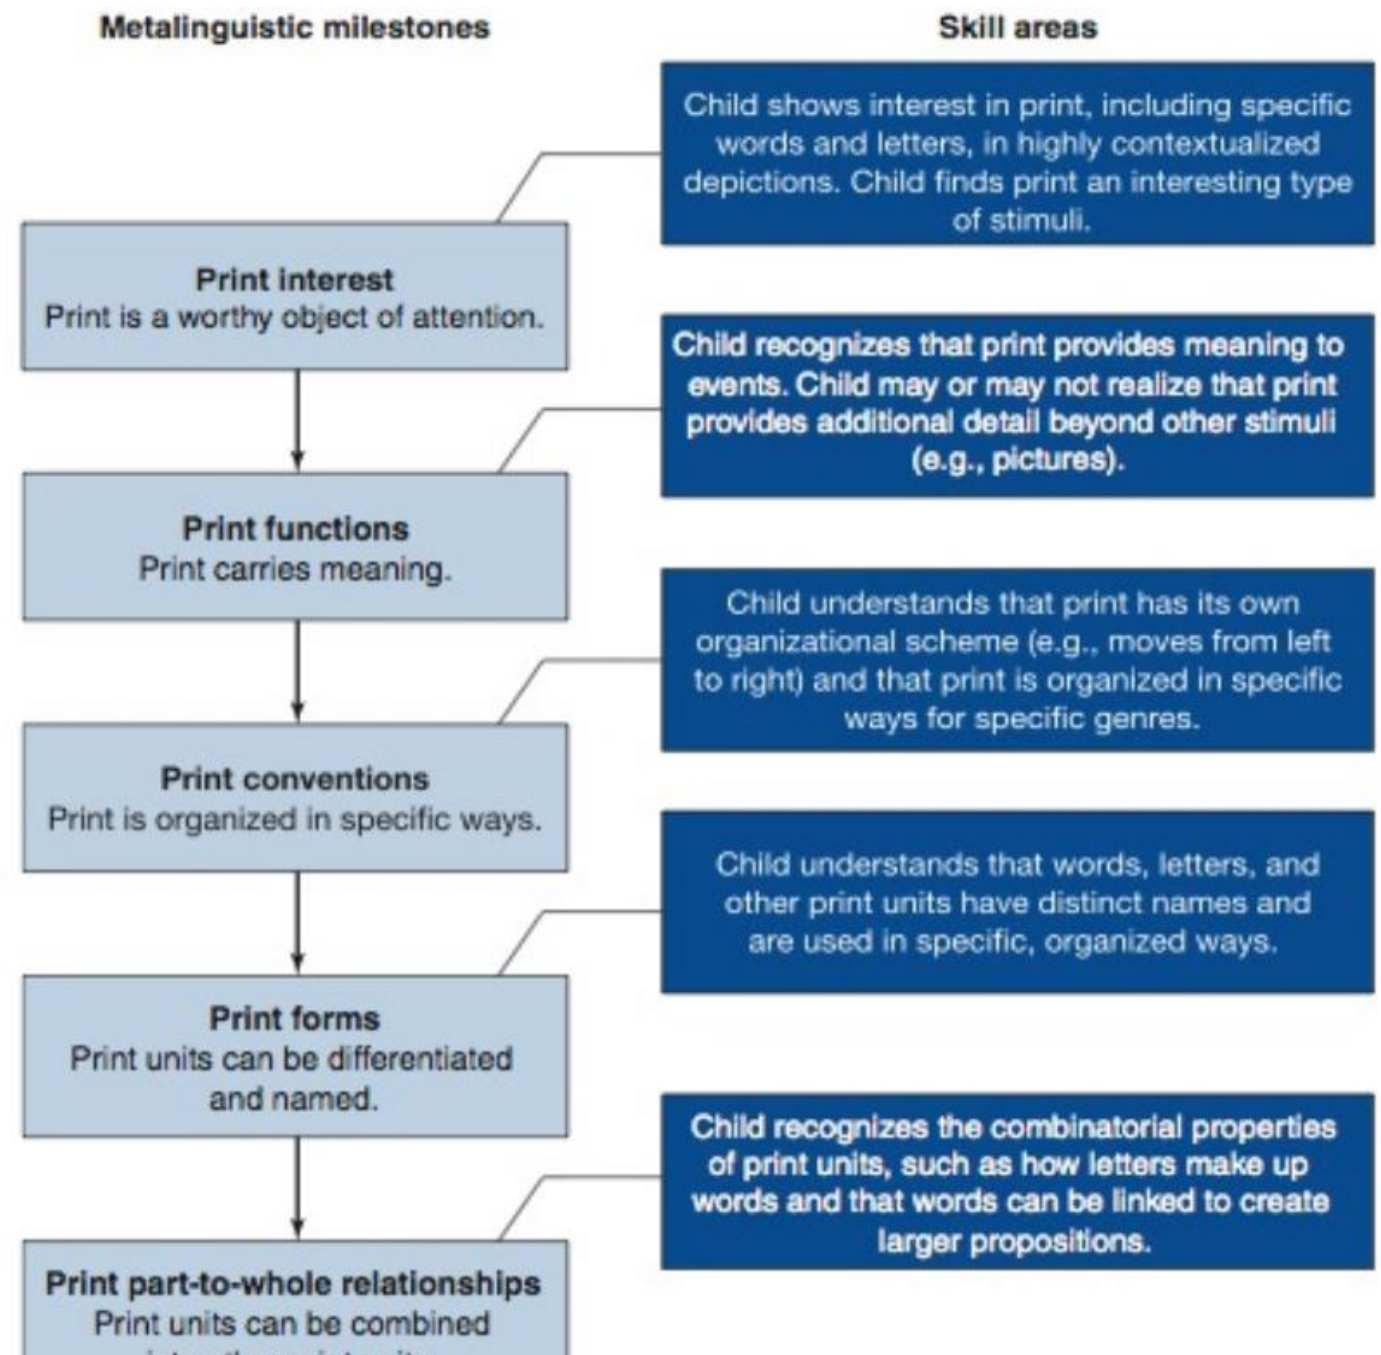 Metalinguistic milestones
Skill areas
Child shows interest in print, including specific
words and letters, in highly contextualized
depictions. Child finds print an interesting type
of stimuli.
Print interest
Print is a worthy object of attention.
Child recognizes that print provides meaning to
events. Child may or may not realize that print
provides additional detail beyond other stimuli
(e.g., pictures).
Print functions
Print carries meaning.
Child understands that print has its own
organizational scheme (e.g., moves from left
to right) and that print is organized in specific
ways for specific genres.
Print conventions
Print is organized in specific ways.
Child understands that words, letters, and
other print units have distinct names and
are used in specific, organized ways.
Print forms
Print units can be differentiated
and named.
Child recognizes the combinatorial properties
of print units, such as how letters make up
words and that words can be linked to create
larger propositions.
Print part-to-whole relationships
Print units can be combined